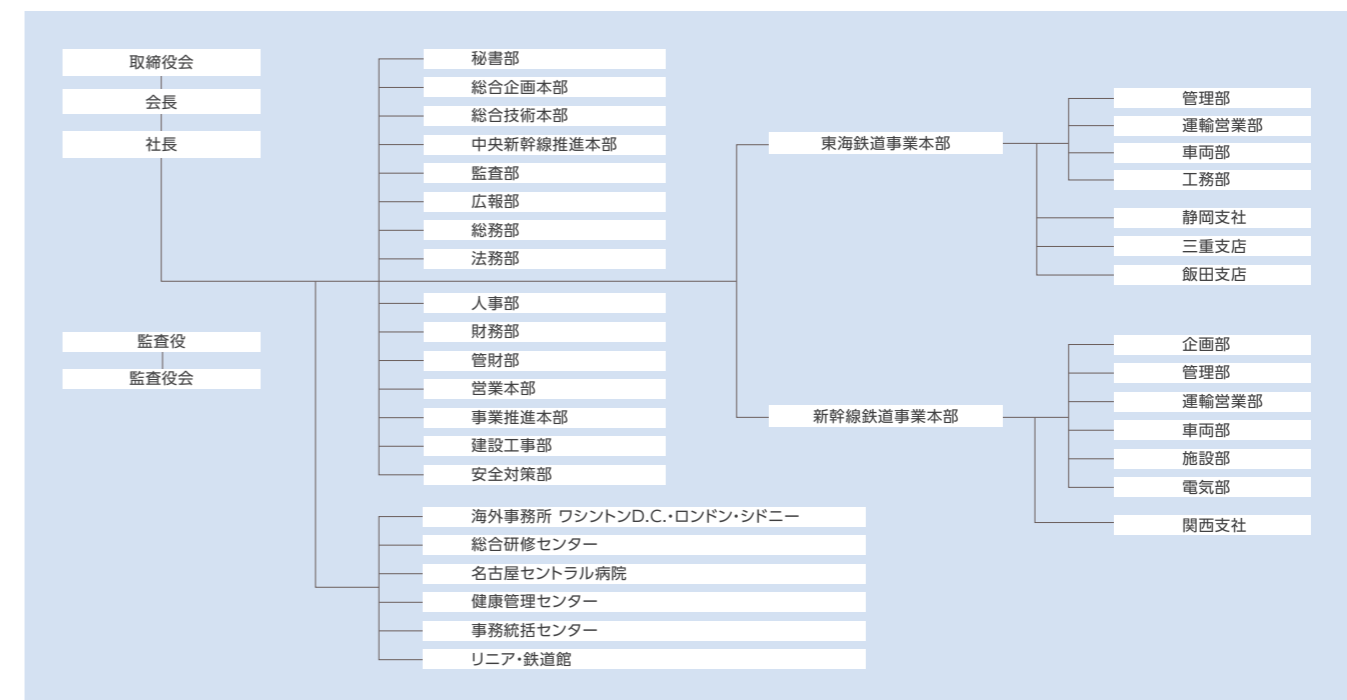 取締役会
会長
社長
監査役
監査役会
秘書部
総合企画本部
総合技術本部
中央新幹線推進本部
監査部
広報部
総務部
法務部
人事部
財務部
管財部
営業本部
事業推進本部
建設工事部
安全対策部
海外事務所 ワシントンD.C.・ロンドン・シドニー
総合研修センター
名古屋セントラル病院
健康管理センター
事務統括センター
リニア・鉄道館
東海鉄道事業本部
管理部
運輸営業部
車両部
工務部
静岡支社
三重支店
飯田支店
新幹線鉄道事業本部
企画部
管理部
運輸営業部
車両部
施設部
電気部
関西支社